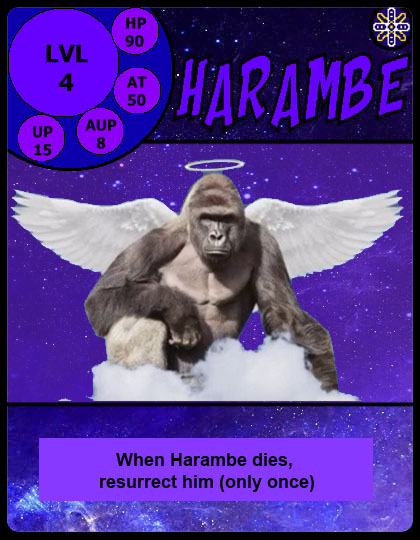 HP
90
LVL
4
AT
50
UP
15
AUP
8
HARAMBE
When Harambe dies,
resurrect him (only once)